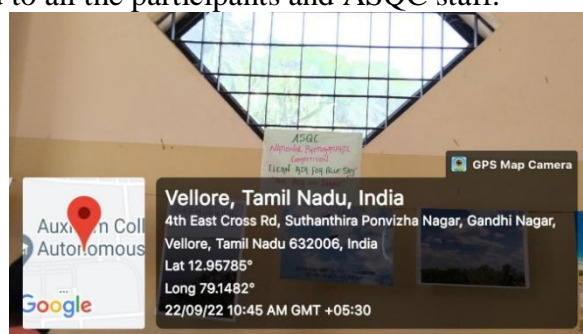 to all the participants and ASQC staff.
ASQC
National Photography
Competition
CLEAN AIR FOR BLUE SKY
GPS Map Camera
Vellore, Tamil Nadu, India
4th East Cross Rd, Suthanthira Ponvizha Nagar, Gandhi Nagar,
Vellore, Tamil Nadu 632006, India
Lat 12.95785°
Long 79.1482°
22/09/22 10:45 AM GMT +05:30
Coll
Autonomous
Google